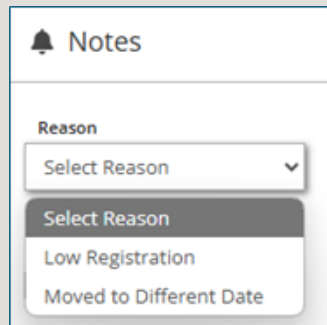 Notes
Reason
Select Reason
Select Reason
Low Registration
Moved to Different Date